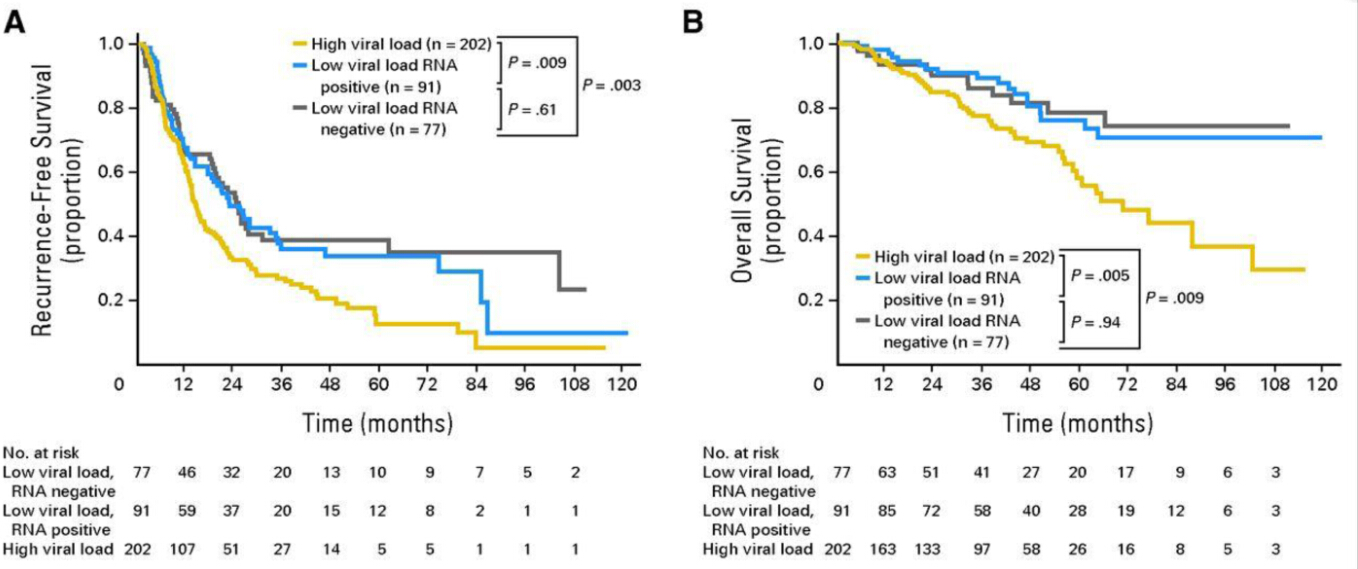 A
Recurrence-Free Survival
(proportion)
1.0
0.8
0.6
0.4
0.2
High viral load (n = 202)
Low viral load RNA
positive (n = 91)
Low viral load RNA
negative (n = 77)
P = .009
P = .61
P = .003
0 12 24 36 48 60 72 84 96 108 120
Time (months)
No. at risk
Low viral load, 77 46 32 20 13 10 9 7 5 2
RNA negative
Low viral load, 91 59 37 20 15 12 8 2 1 1
RNA positive
High viral load 202 107 51 27 14 5 5 1 1 1
B
Overall Survival
(proportion)
1.0
0.8
0.6
0.4
0.2
High viral load (n = 202)
Low viral load RNA
positive (n = 91)
Low viral load RNA
negative (n = 77)
P = .005
P = .94
P = .009
0 12 24 36 48 60 72 84 96 108 120
Time (months)
No. at risk
Low viral load, 77 63 51 41 27 20 17 9 6 3
RNA negative
Low viral load, 91 85 72 58 40 28 19 12 6 3
RNA positive
High viral load 202 163 133 97 58 26 16 8 5 3